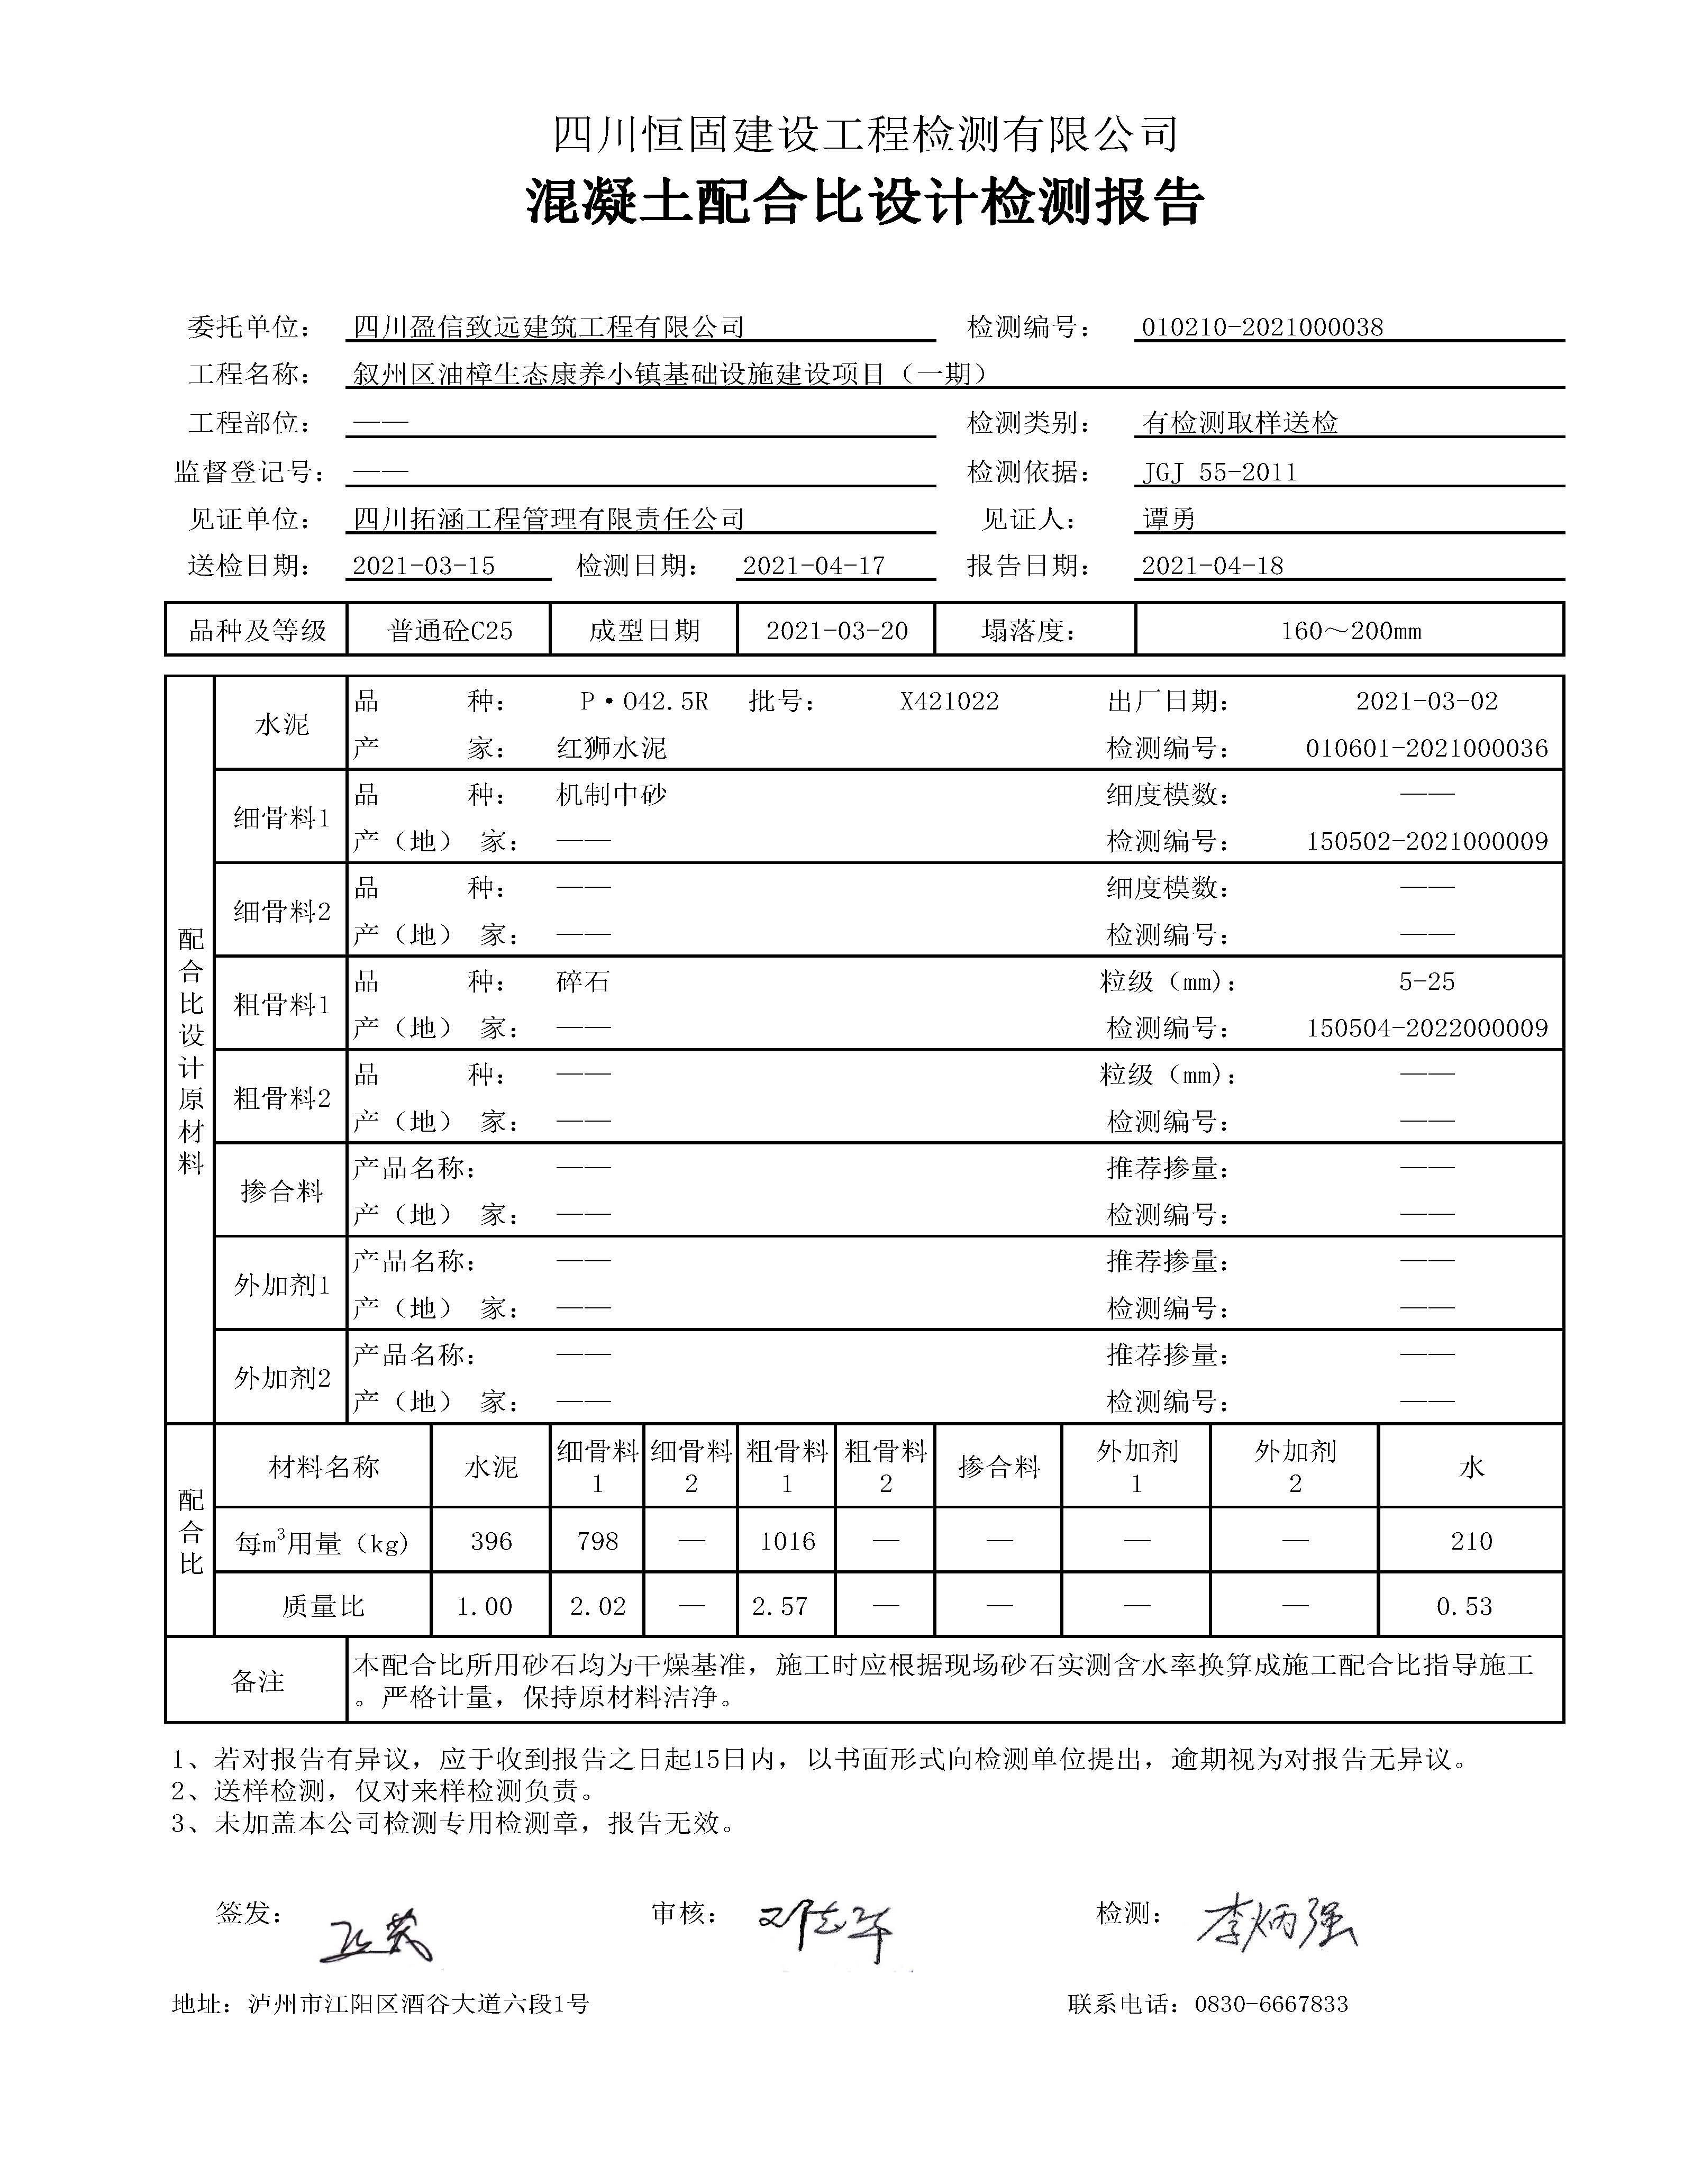 四川恒固建设工程检测有限公司
混凝土配合比设计检测报告
委托单位： 四川盈信致远建筑工程有限公司 检测编号： 010210-2021000038
工程名称： 叙州区油樟生态康养小镇基础设施建设项目（一期）
工程部位： —— 检测类别： 有检测取样送检
监督登记号： —— 检测依据： JGJ 55-2011
见证单位： 四川拓涵工程管理有限责任公司 见证人： 谭勇
送检日期： 2021-03-15 检测日期： 2021-04-17 报告日期： 2021-04-18
品种及等级 普通砼C25 成型日期 2021-03-20 塌落度： 160～200mm
配合比设计原材料
水泥
品 种： P·O42.5R 批号： X421022 出厂日期： 2021-03-02
产 家： 红狮水泥 检测编号： 010601-2021000036
细骨料1
品 种： 机制中砂 细度模数： ——
产（地） 家： —— 检测编号： 150502-2021000009
细骨料2
品 种： —— 细度模数： ——
产（地） 家： —— 检测编号： ——
粗骨料1
品 种： 碎石 粒级（mm)： 5-25
产（地） 家： —— 检测编号： 150504-2022000009
粗骨料2
品 种： —— 粒级（mm)： ——
产（地） 家： —— 检测编号： ——
掺合料
产品名称： —— 推荐掺量： ——
产（地） 家： —— 检测编号： ——
外加剂1
产品名称： —— 推荐掺量： ——
产（地） 家： —— 检测编号： ——
外加剂2
产品名称： —— 推荐掺量： ——
产（地） 家： —— 检测编号： ——
配合比
材料名称 水泥 细骨料1 细骨料2 粗骨料1 粗骨料2 掺合料 外加剂1 外加剂2 水
每m³用量（kg) 396 798 — 1016 — — — — 210
质量比 1.00 2.02 — 2.57 — — — — 0.53
备注
本配合比所用砂石均为干燥基准，施工时应根据现场砂石实测含水率换算成施工配合比指导施工
。严格计量，保持原材料洁净。
1、若对报告有异议，应于收到报告之日起15日内，以书面形式向检测单位提出，逾期视为对报告无异议。
2、送样检测，仅对来样检测负责。
3、未加盖本公司检测专用检测章，报告无效。
签发： 审核： 检测： 李炳强
地址：泸州市江阳区酒谷大道六段1号 联系电话：0830-6667833